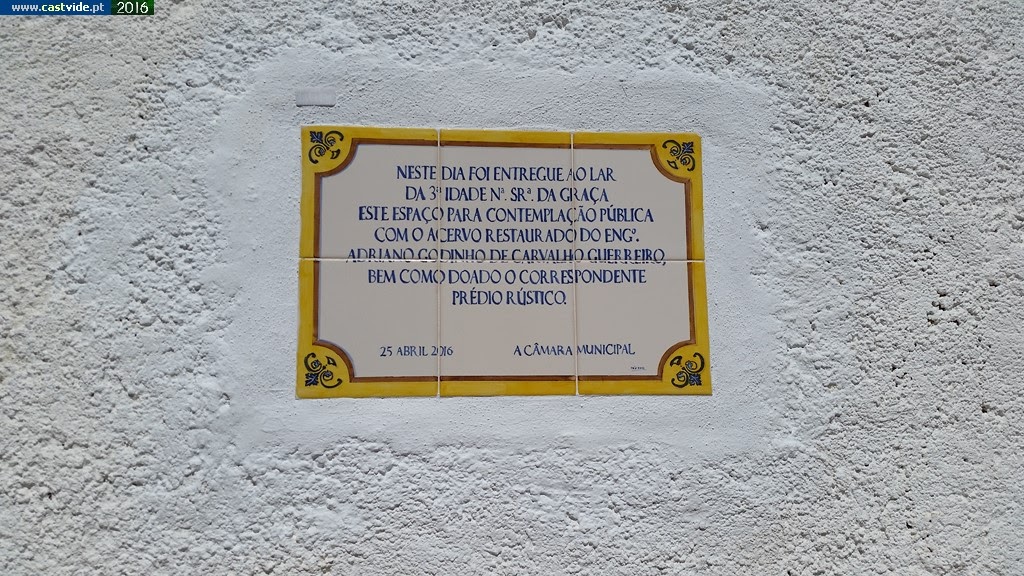 www.castvide.pt 2016
NESTE DIA FOI ENTREGUE AO LAR
DA 3ª IDADE Nª. SRª. DA GRAÇA
ESTE ESPAÇO PARA CONTEMPLAÇÃO PÚBLICA
COM O ACERVO RESTAURADO DO ENGº.
ADRIANO GODINHO DE CARVALHO GUERREIRO,
BEM COMO DOADO O CORRESPONDENTE
PRÉDIO RÚSTICO.
25 ABRIL 2016 A CÂMARA MUNICIPAL